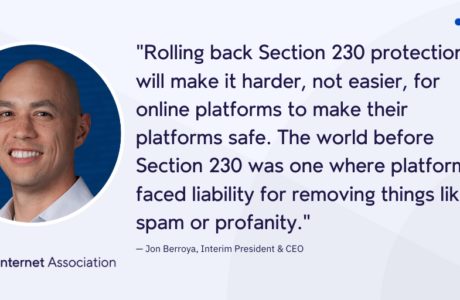 "Rolling back Section 230 protection
will make it harder, not easier, for
online platforms to make their
platforms safe. The world before
Section 230 was one where platform
faced liability for removing things lik
spam or profanity."
— Jon Berroya, Interim President & CEO
nternet Association